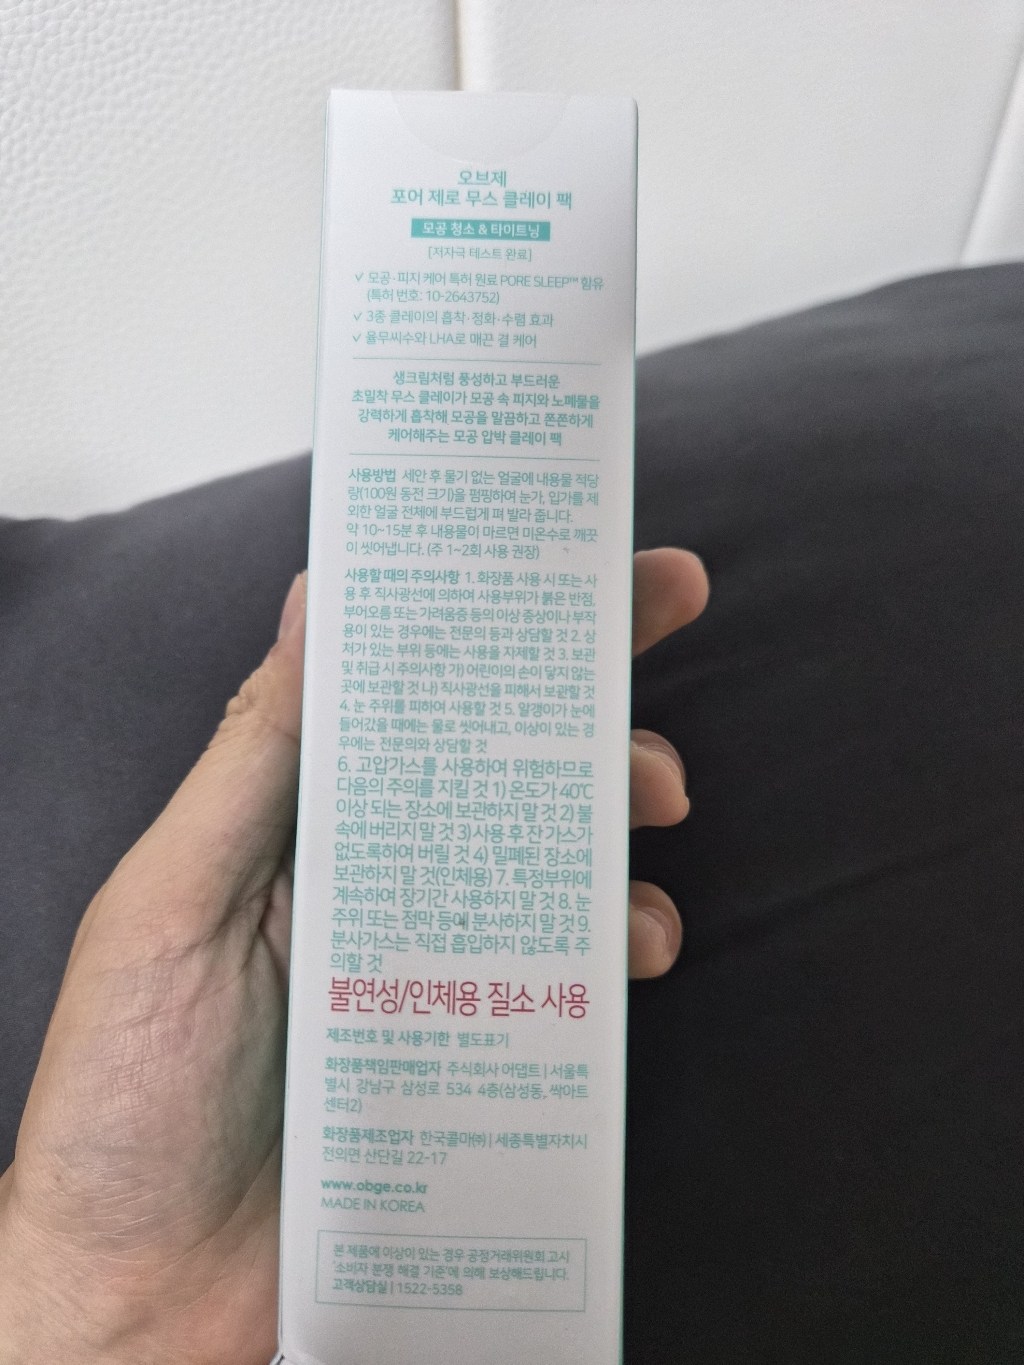 오브제
포어 제로 무스 클레이 팩
모공 청소 & 타이트닝
[저자극 테스트 완료]
✓ 모공·피지 케어 특허 원료 PORE SLEEP™ 함유
(특허 번호: 10-2643752)
✓ 3종 클레이의 흡착·정화·수렴 효과
✓ 율무씨수와 LHA로 매끈 결 케어
생크림처럼 풍성하고 부드러운
초밀착 무스 클레이가 모공 속 피지와 노폐물을
강력하게 흡착해 모공을 말끔하고 쫀쫀하게
케어해주는 모공 압박 클레이 팩
사용방법 세안 후 물기 없는 얼굴에 내용물 적당
량(100원 동전 크기)을 펌핑하여 눈가, 입가를 제
외한 얼굴 전체에 부드럽게 펴 발라 줍니다.
약 10~15분 후 내용물이 마르면 미온수로 깨끗
이 씻어냅니다. (주 1~2회 사용 권장)
사용할 때의 주의사항 1. 화장품 사용 시 또는 사
용 후 직사광선에 의하여 사용부위가 붉은 반점,
부어오름 또는 가려움증 등의 이상 증상이나 부작
용이 있는 경우에는 전문의 등과 상담할 것 2. 상
처가 있는 부위 등에는 사용을 자제할 것 3. 보관
및 취급 시 주의사항 가) 어린이의 손이 닿지 않는
곳에 보관할 것 나) 직사광선을 피해서 보관할 것
4. 눈 주위를 피하여 사용할 것 5. 알갱이가 눈에
들어갔을 때에는 물로 씻어내고, 이상이 있는 경
우에는 전문의와 상담할 것
6. 고압가스를 사용하여 위험하므로
다음의 주의를 지킬 것 1) 온도가 40℃
이상 되는 장소에 보관하지 말 것 2) 불
속에 버리지 말 것 3) 사용 후 잔 가스가
없도록하여 버릴 것 4) 밀폐된 장소에
보관하지 말 것(인체용) 7. 특정부위에
계속하여 장기간 사용하지 말 것 8. 눈
주위 또는 점막 등에 분사하지 말 것 9.
분사가스는 직접 흡입하지 않도록 주
의할 것
불연성/인체용 질소 사용
제조번호 및 사용기한 별도표기
화장품책임판매업자 주식회사 어댑트 | 서울특
별시 강남구 삼성로 534 4층(삼성동, 싹아트
센터2)
화장품제조업자 한국콜마㈜ | 세종특별자치시
전의면 산단길 22-17
www.obge.co.kr
MADE IN KOREA
본 제품에 이상이 있는 경우 공정거래위원회 고시
'소비자 분쟁 해결 기준'에 의해 보상해드립니다.
고객상담실 | 1522-5358